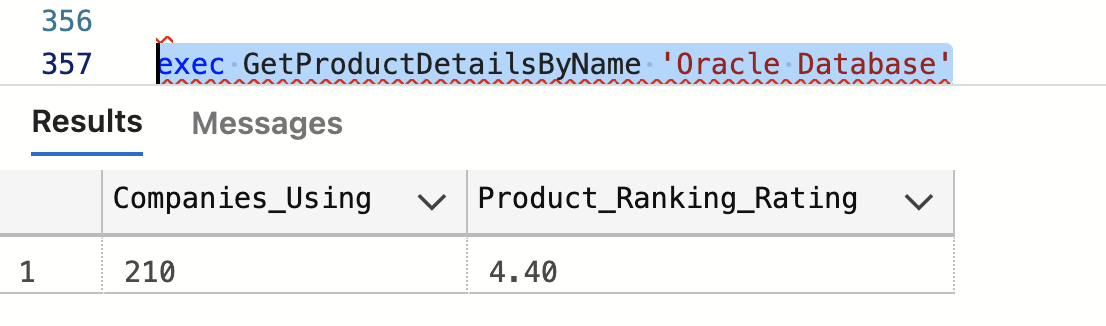 356
357 exec GetProductDetailsByName 'Oracle Database'
Results Messages
Companies_Using Product_Ranking_Rating
1 210 4.40